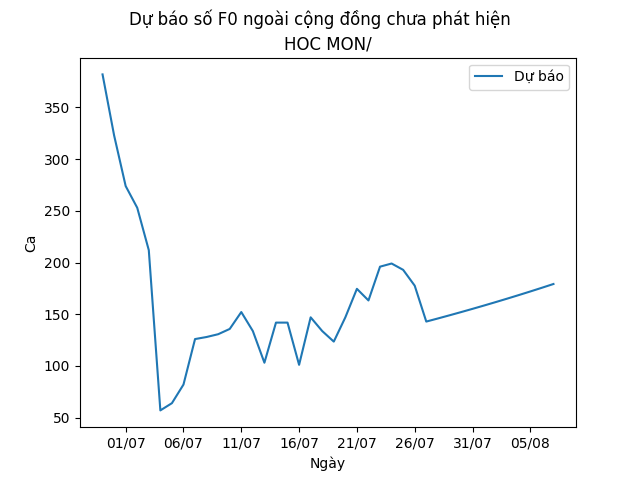 Dự báo số F0 ngoài cộng đồng chưa phát hiện
HOC MON/
Dự báo
Ca
350
300
250
200
150
100
50
01/07 06/07 11/07 16/07 21/07 26/07 31/07 05/08
Ngày